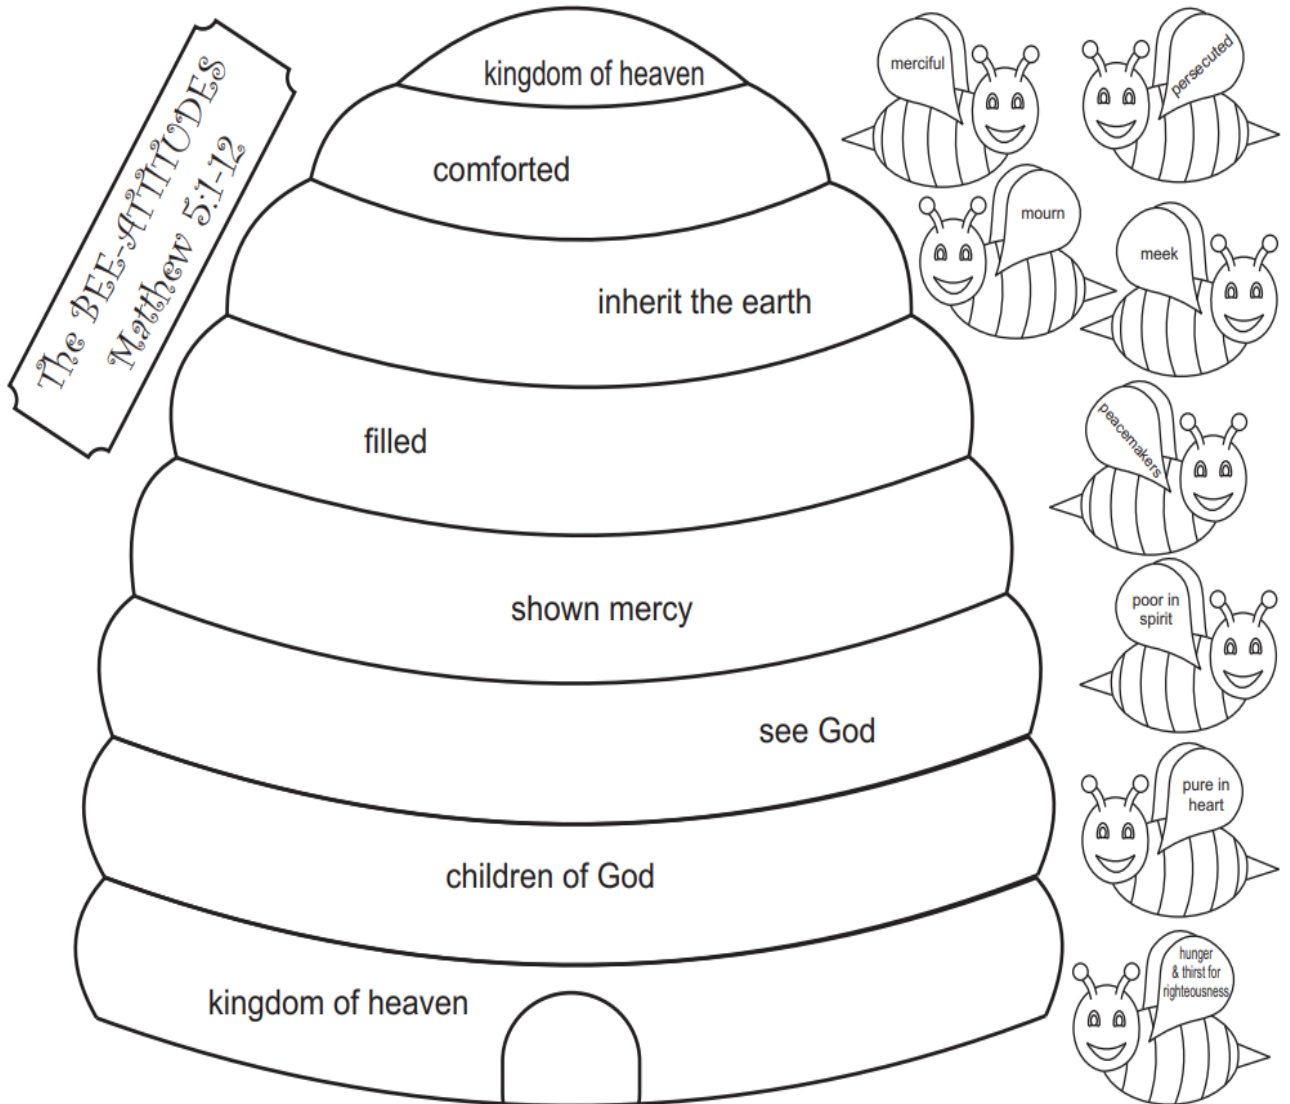 The BEE-ATTITUDES
Matthew 5:1-12
kingdom of heaven
comforted
inherit the earth
filled
shown mercy
see God
children of God
kingdom of heaven
merciful
persecuted
mourn
meek
peacemakers
poor in
spirit
pure in
heart
hunger
& thirst for
righteousness